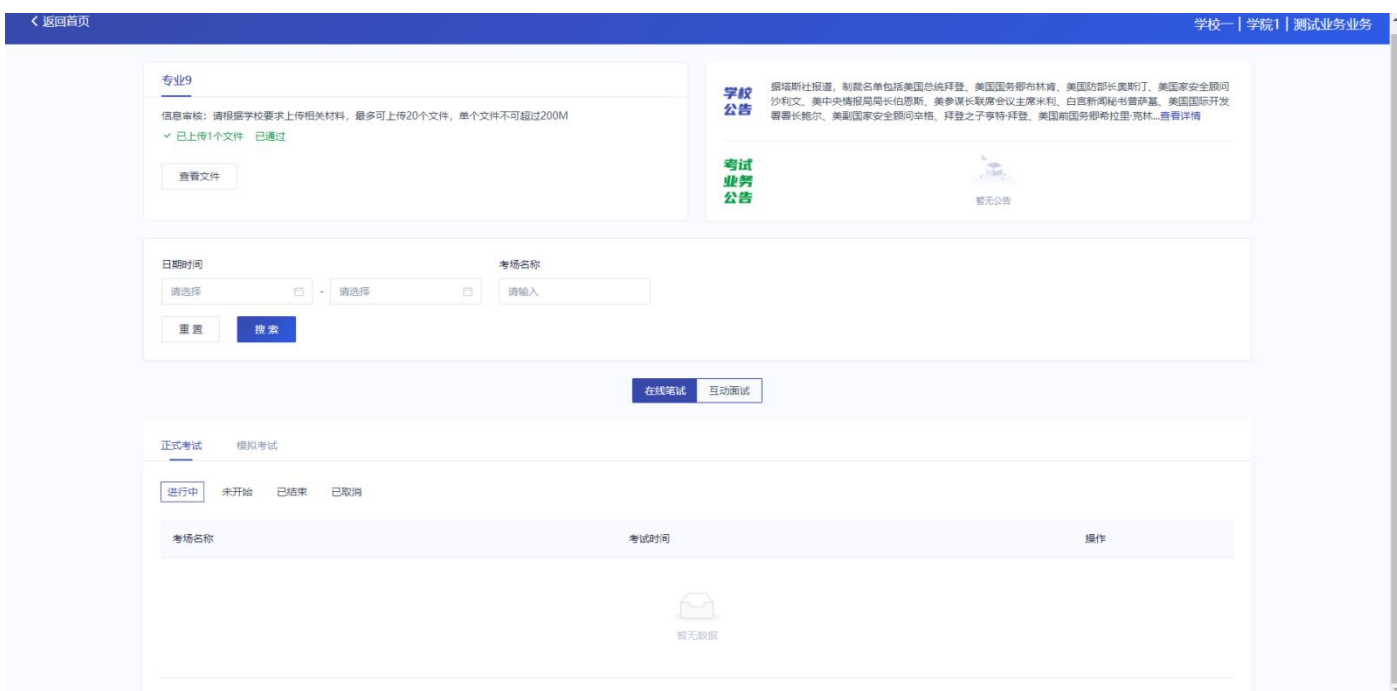 返回首页
学校一 | 学院1 | 测试业务业务
专业9
信息审核：请根据学校要求上传相关材料，最多可上传20个文件，单个文件不可超过200M
已上传1个文件 已通过
查看文件
学校
公告
据塔斯社报道，制裁名单包括美国总统拜登、美国国务卿布林肯、美国防部长奥斯汀、美国家安全顾问
沙利文、美中央情报局局长伯恩斯、美参谋长联席会议主席米利、白宫新闻秘书普萨基、美国国际开发
署署长鲍尔、美副国家安全顾问辛格、拜登之子亨特·拜登、美国前国务卿希拉里·克林...查看详情
考试
业务
公告
暂无公告
日期时间
考场名称
请选择 - 请选择
请输入
重 置
搜 索
在线笔试
互动面试
正式考试
模拟考试
进行中
未开始
已结束
已取消
考场名称
考试时间
操作
暂无数据